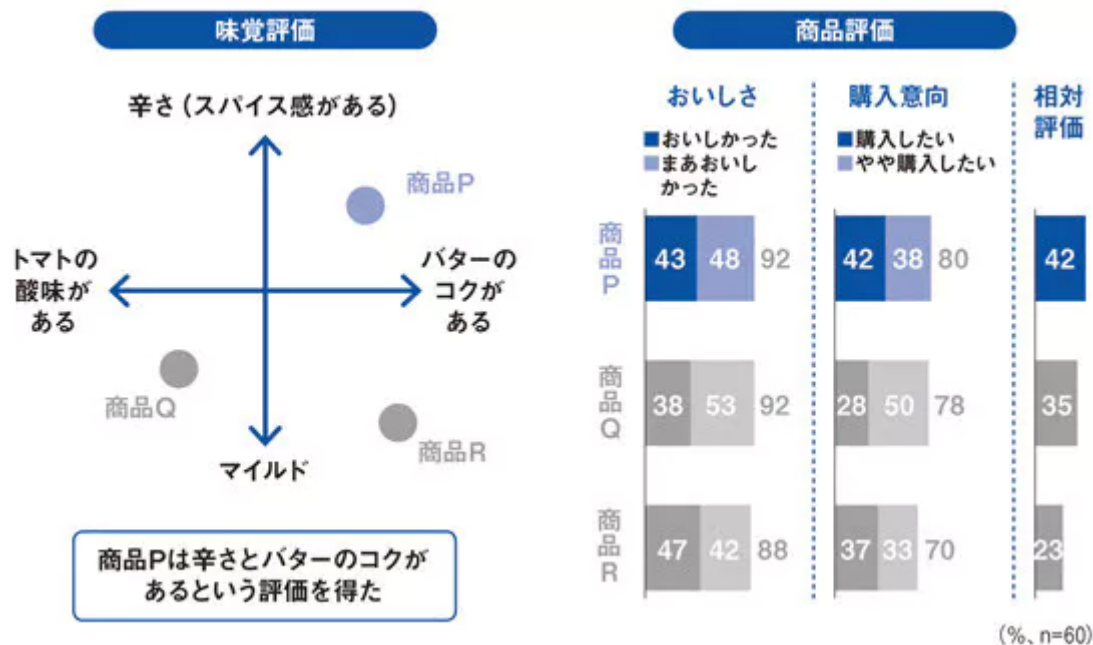 味覚評価
辛さ（スパイス感がある）
商品P
トマトの
酸味が
ある
バターの
コクが
ある
商品Q
商品R
マイルド
商品Pは辛さとバターのコクが
あるという評価を得た
商品評価
おいしさ
■おいしかった
■まあおいし
かった
購入意向
■購入したい
■やや購入したい
相対
評価
商品P
43 48 92
42 38 80
42
商品Q
38 53 92
28 50 78
35
商品R
47 42 88
37 33 70
23
（%、n=60）